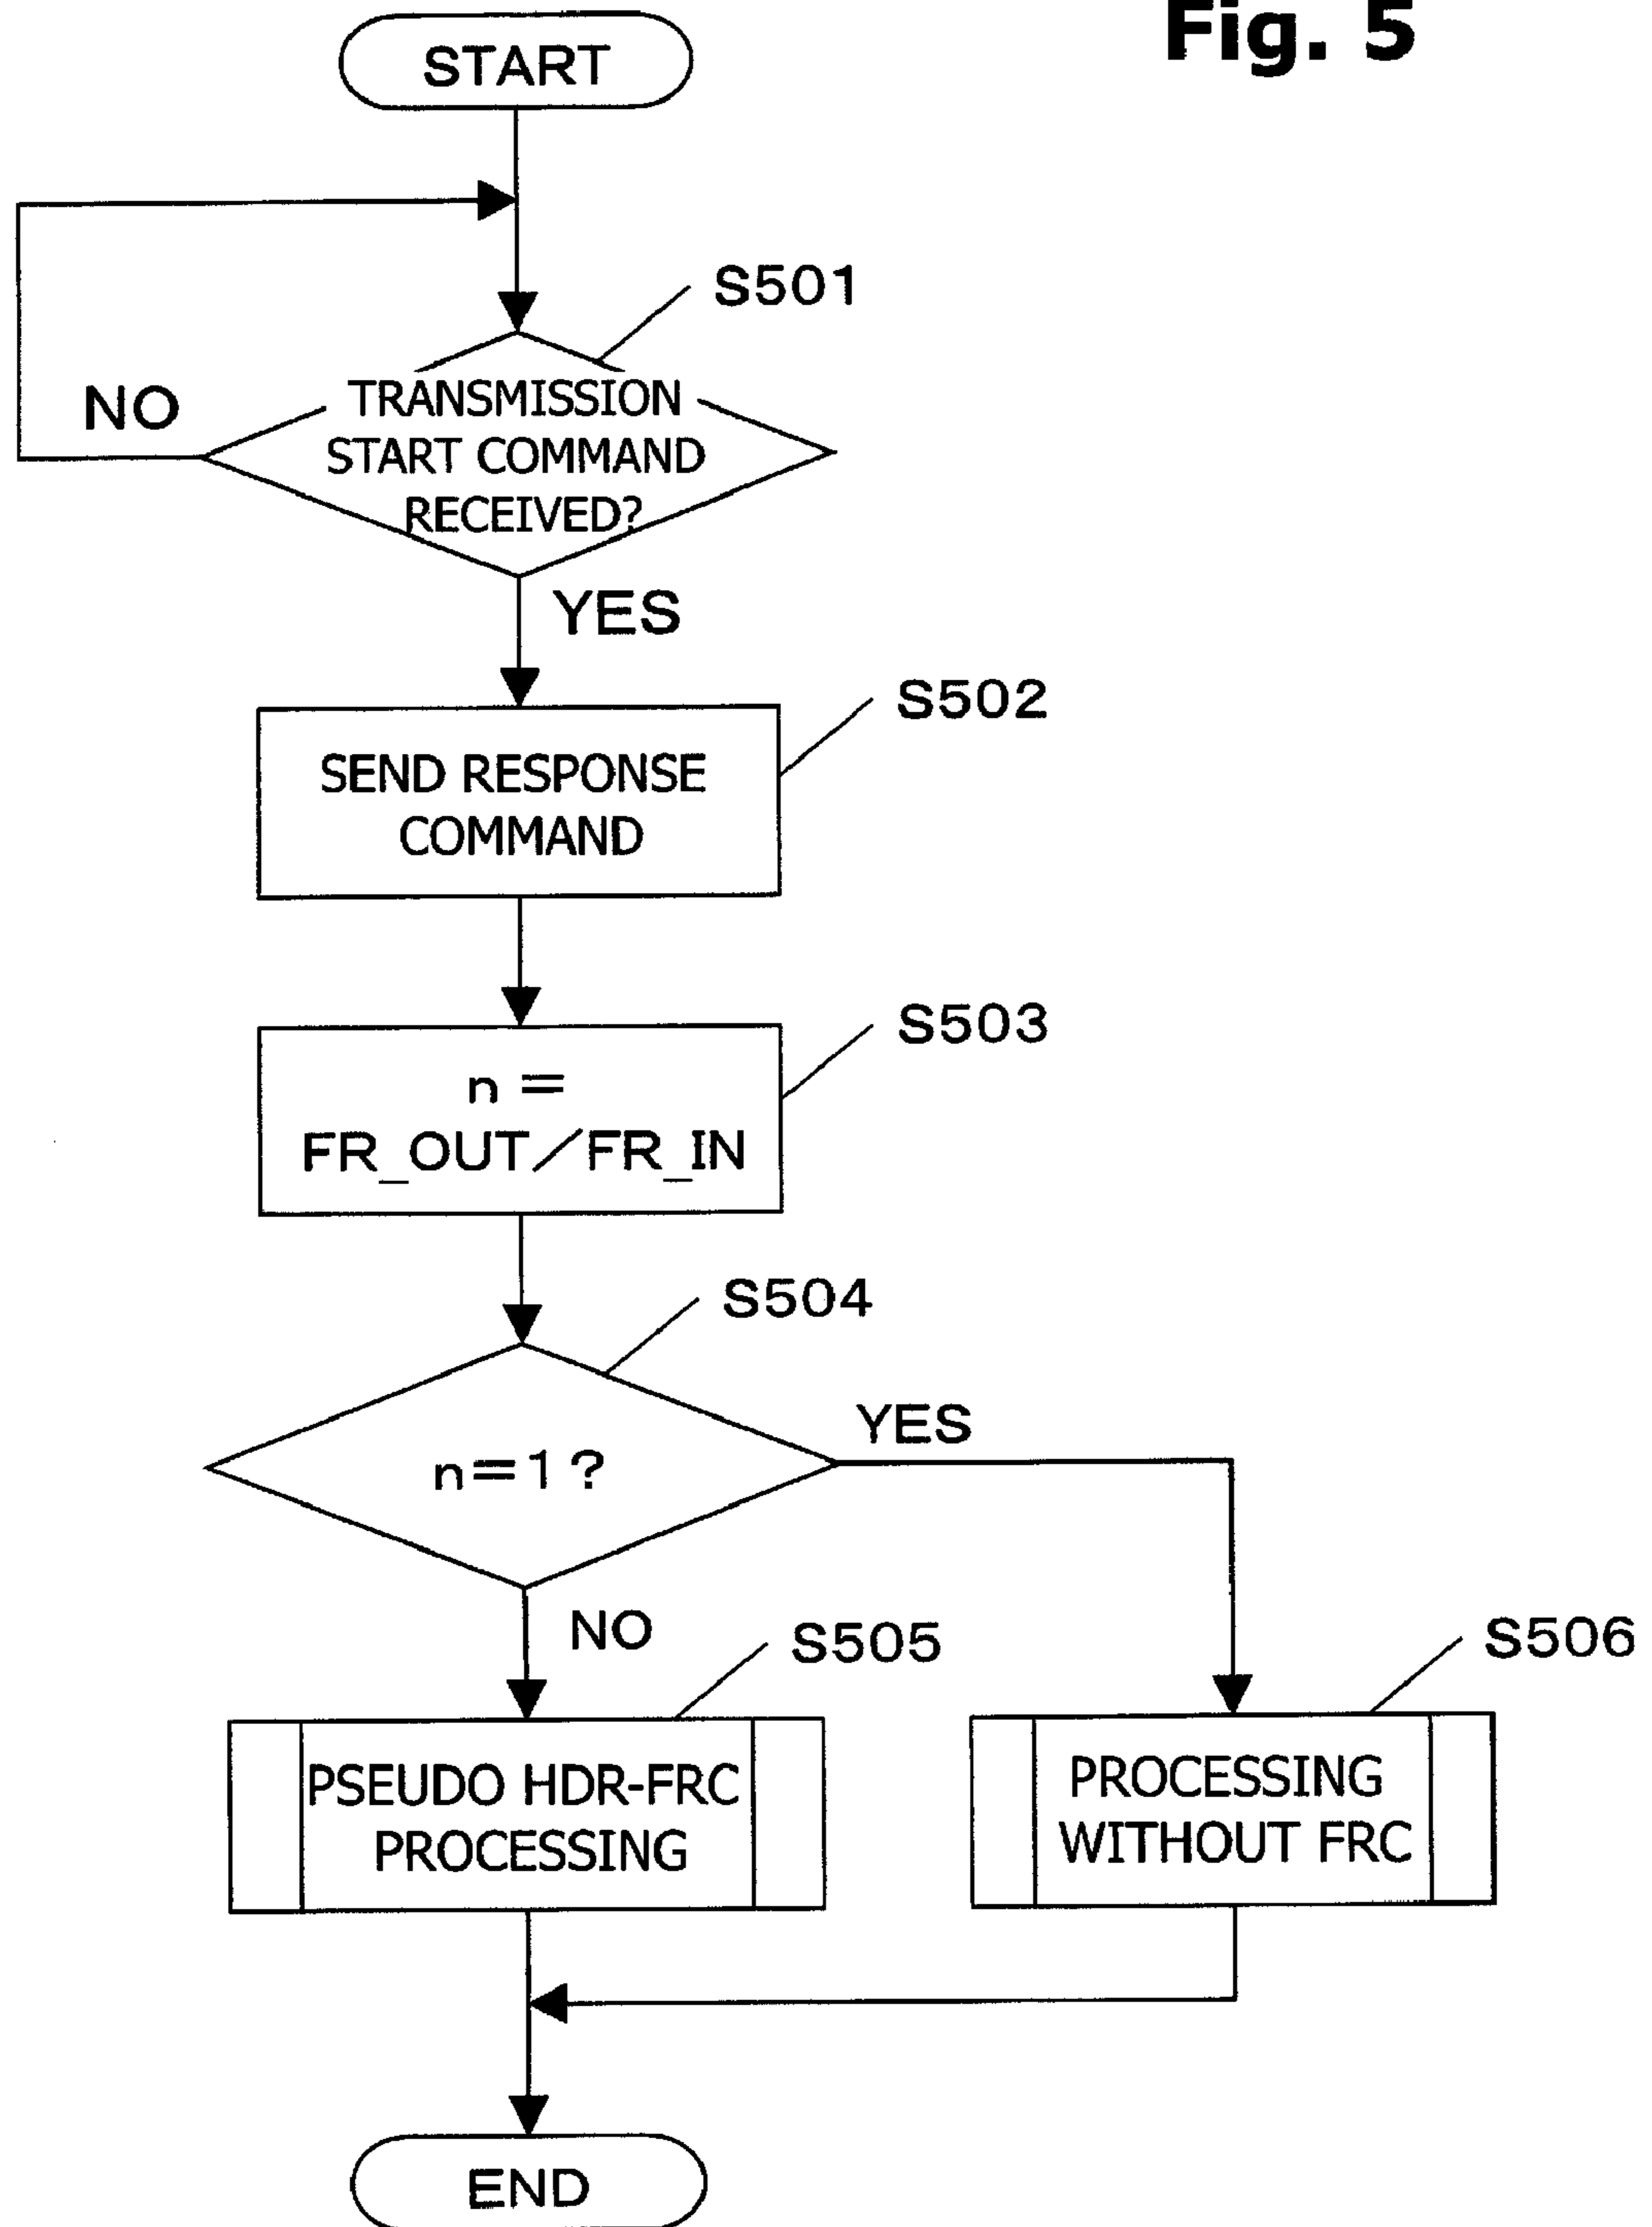 Fig. 5
START
S501
NO
TRANSMISSION
START COMMAND
RECEIVED?
YES
S502
SEND RESPONSE
COMMAND
S503
n =
FR_OUT/FR_IN
S504
n=1?
YES
NO
S505
S506
PSEUDO HDR-FRC
PROCESSING
PROCESSING
WITHOUT FRC
END